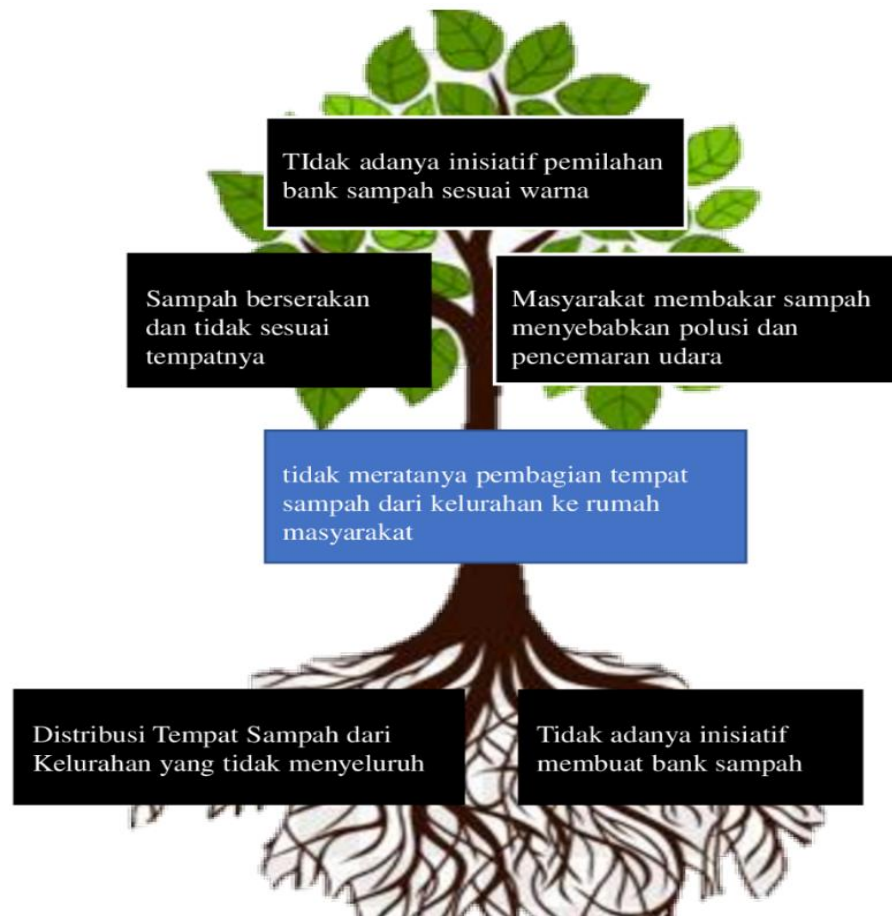 TIdak adanya inisiatif pemilahan
bank sampah sesuai warna
Sampah berserakan
dan tidak sesuai
tempatnya
Masyarakat membakar sampah
menyebabkan polusi dan
pencemaran udara
tidak meratanya pembagian tempat
sampah dari kelurahan ke rumah
masyarakat
Distribusi Tempat Sampah dari
Kelurahan yang tidak menyeluruh
Tidak adanya inisiatif
membuat bank sampah